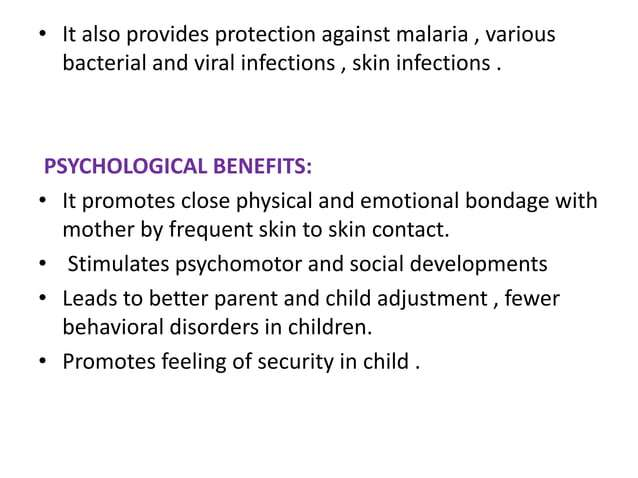 • It also provides protection against malaria , various
bacterial and viral infections , skin infections .
PSYCHOLOGICAL BENEFITS:
• It promotes close physical and emotional bondage with
mother by frequent skin to skin contact.
• Stimulates psychomotor and social developments
• Leads to better parent and child adjustment , fewer
behavioral disorders in children.
• Promotes feeling of security in child .